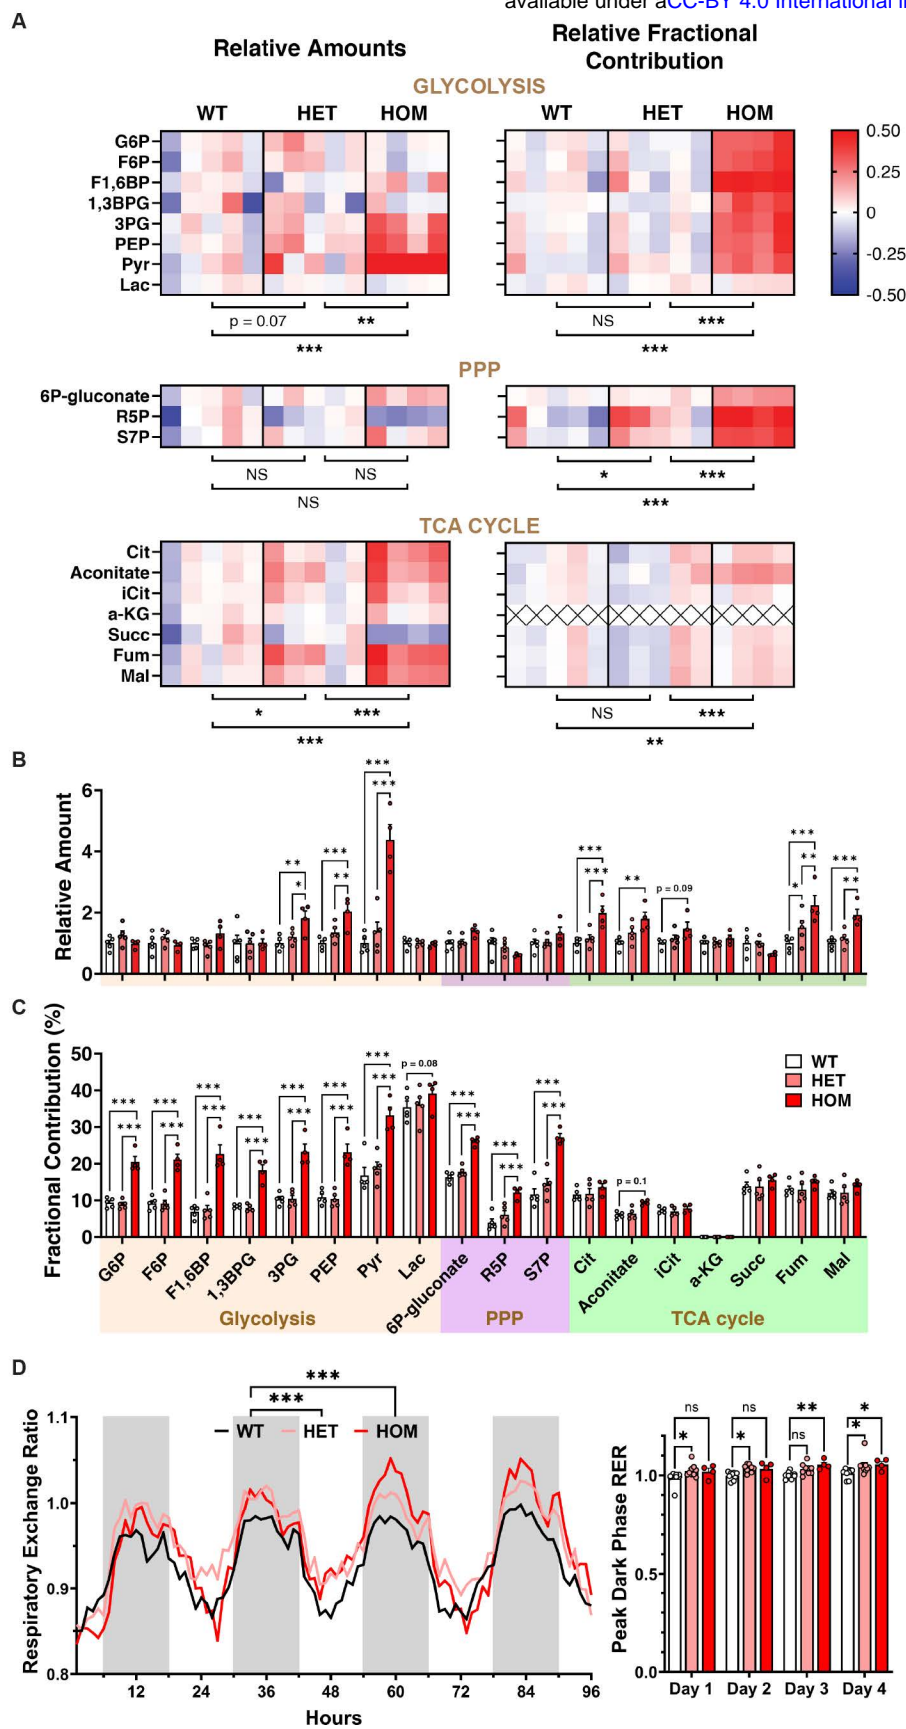 available under aCC-BY 4.0 International li
A
Relative Amounts
Relative Fractional
Contribution
GLYCOLYSIS
WT HET HOM WT HET HOM
G6P
F6P
F1,6BP
1,3BPG
3PG
PEP
Pyr
Lac
0.50
0.25
0
-0.25
-0.50
p = 0.07 ** NS ***
*** ***
PPP
6P-gluconate
R5P
S7P
NS NS * ***
NS ***
TCA CYCLE
Cit
Aconitate
iCit
a-KG
Succ
Fum
Mal
* *** NS ***
*** **
B
Relative Amount
6
4
2
0
** * *** ** *** *** *** *** ** p = 0.09 *** ** * *** **
C
Fractional Contribution (%)
50
40
30
20
10
0
*** *** *** *** *** *** *** *** *** *** *** *** *** *** p = 0.08 *** *** *** *** *** *** p = 0.1
WT
HET
HOM
G6P F6P F1,6BP 1,3BPG 3PG PEP Pyr Lac 6P-gluconate R5P S7P Cit Aconitate iCit a-KG Succ Fum Mal
Glycolysis PPP TCA cycle
D
***
***
WT HET HOM
Respiratory Exchange Ratio
1.1
1.0
0.9
0.8
12 24 36 48 60 72 84 96
Hours
Peak Dark Phase RER
ns ns ** *
* * ns *
1.0
0.5
0.0
Day 1 Day 2 Day 3 Day 4